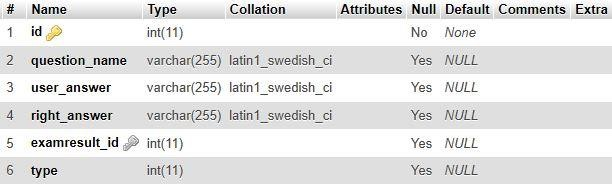 # Name Type Collation Attributes Null Default Comments Extra
1 id int(11) No None
2 question_name varchar(255) latin1_swedish_ci Yes NULL
3 user_answer varchar(255) latin1_swedish_ci Yes NULL
4 right_answer varchar(255) latin1_swedish_ci Yes NULL
5 examresult_id int(11) Yes NULL
6 type int(11) Yes NULL